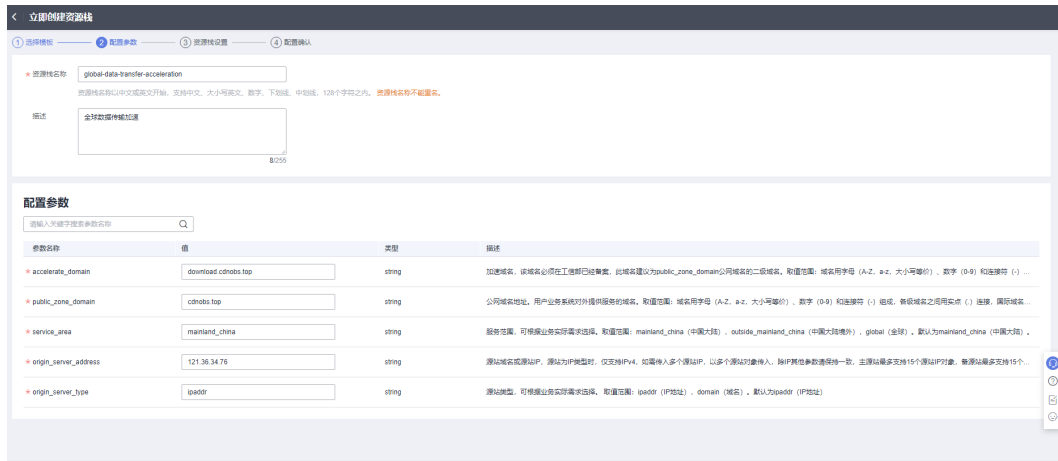 立即创建资源栈
1 选择模板 2 配置参数 3 资源栈设置 4 配置确认
* 资源栈名称 global-data-transfer-acceleration
资源栈名称以中文或英文开始，支持中文、大小写英文、数字、下划线、中划线，128个字符之内。 资源栈名称不能重名。
描述 全球数据传输加速
8/255
配置参数
请输入关键字搜索参数名称
参数名称 值 类型 描述
* accelerate_domain download.cdnobs.top string 加速域名，该域名必须在工信部已经备案，此域名建议为public_zone_domain公网域名的二级域名。取值范围：域名用字母（A-Z，a-z，大小写等价）、数字（0-9）和连接符（-）...
* public_zone_domain cdnobs.top string 公网域名地址。用户业务系统对外提供服务的域名。取值范围：域名用字母（A-Z，a-z，大小写等价）、数字（0-9）和连接符（-）组成，各级域名之间用实点（.）连接，国际域名...
* service_area mainland_china string 服务范围，可根据业务实际需求选择。取值范围：mainland_china（中国大陆）, outside_mainland_china（中国大陆境外）, global（全球）。默认为mainland_china（中国大陆）。
* origin_server_address 121.36.34.76 string 源站域名或源站IP，源站为IP类型时，仅支持IPv4，如需传入多个源站IP，以多个源站对象传入，除IP其他参数请保持一致，主源站最多支持15个源站IP对象，备源站最多支持15个...
* origin_server_type ipaddr string 源站类型，可根据业务实际需求选择。 取值范围：ipaddr（IP地址）, domain（域名）。默认为ipaddr（IP地址）